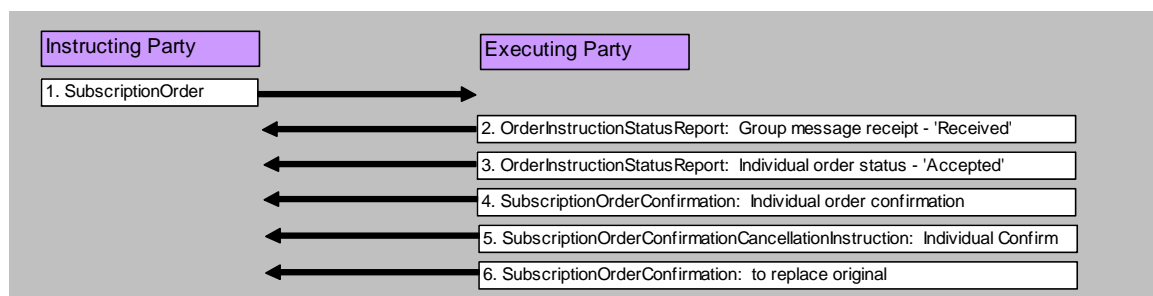 Instructing Party
Executing Party
1. SubscriptionOrder
2. OrderInstructionStatusReport: Group message receipt - 'Received'
3. OrderInstructionStatusReport: Individual order status - 'Accepted'
4. SubscriptionOrderConfirmation: Individual order confirmation
5. SubscriptionOrderConfirmationCancellationInstruction: Individual Confirm
6. SubscriptionOrderConfirmation: to replace original